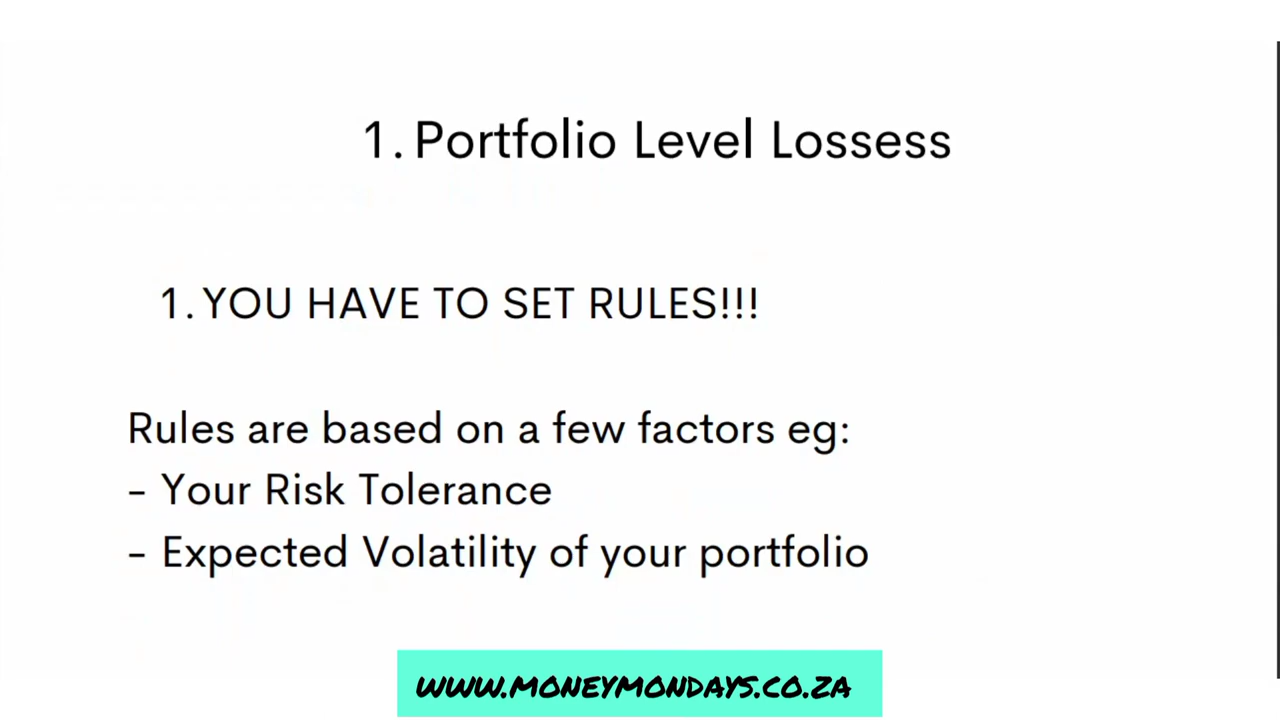 1. Portfolio Level Lossess
1. YOU HAVE TO SET RULES!!!
Rules are based on a few factors eg:
- Your Risk Tolerance
- Expected Volatility of your portfolio
WWW.MONEYMONDAYS.CO.ZA